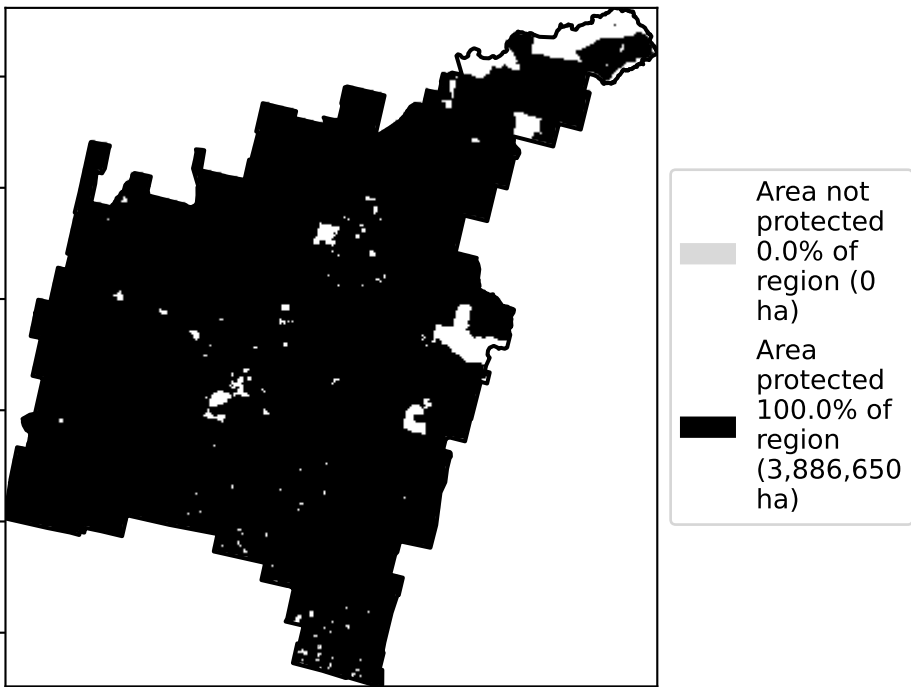 Area not
protected
0.0% of
region (0
ha)
Area
protected
100.0% of
region
(3,886,650
ha)